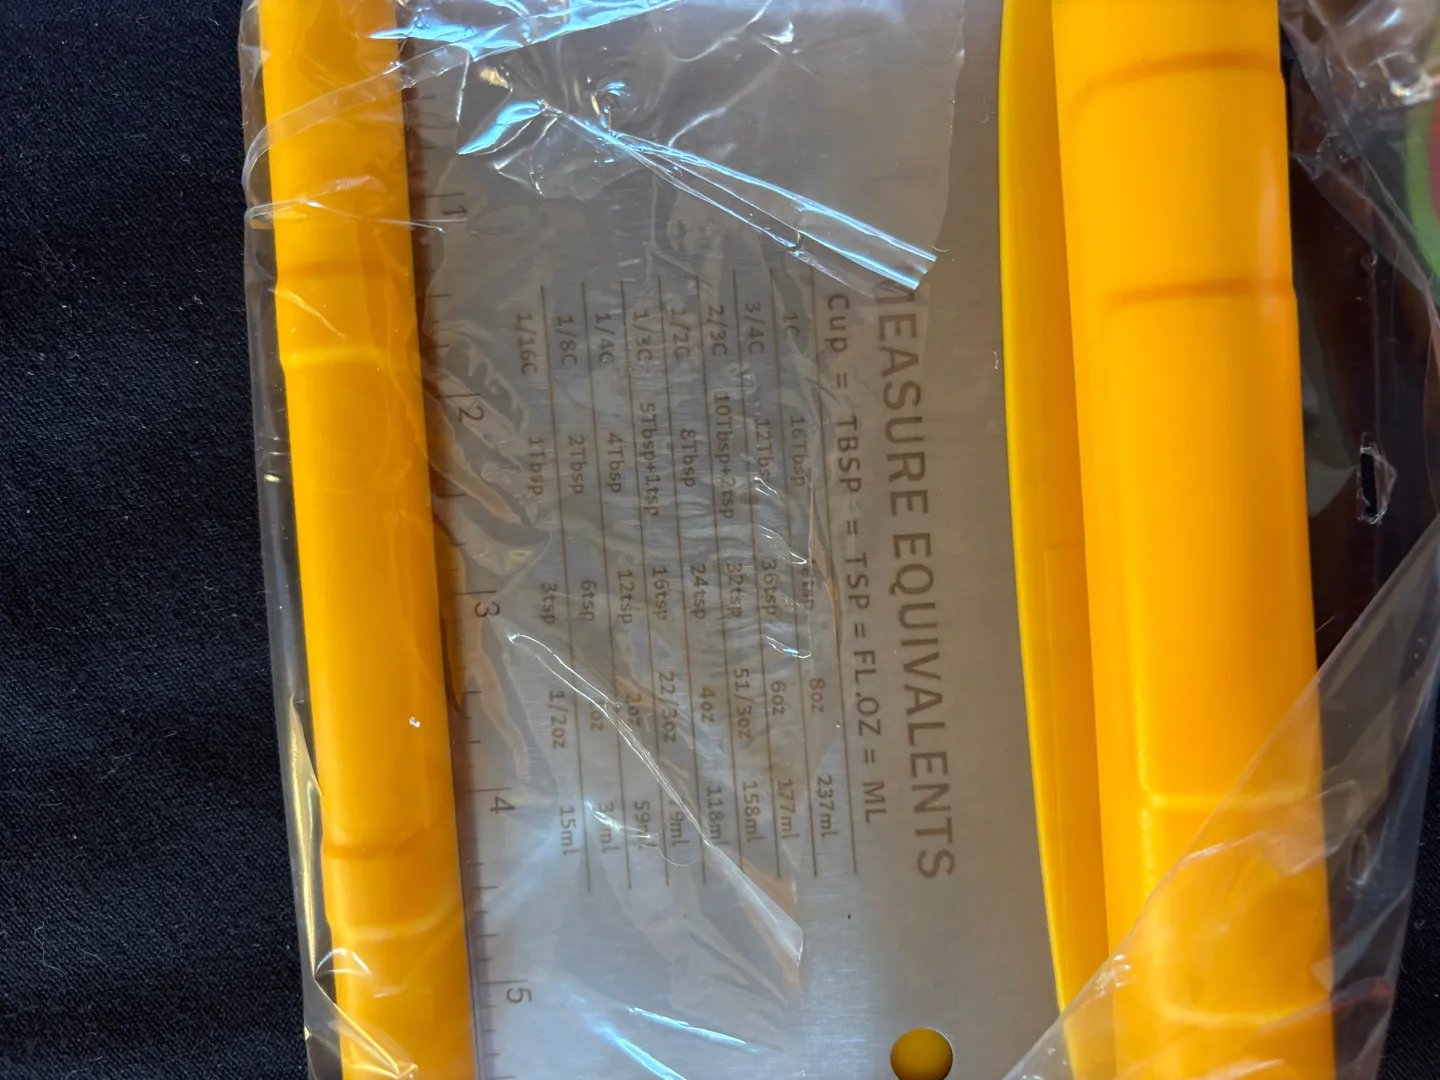 MEASURE EQUIVALENTS
Cup = TBSP = TSP = FL.OZ = ML
1C 16Tbsp 8oz 237ml
3/4C 12Tbsp 36tsp 6oz 177ml
2/3C 10Tbsp+2tsp 32tsp 51/3oz 158ml
1/2C 8Tbsp 24tsp 4oz 118ml
1/3C 5Tbsp+1tsp 16tsp 22/3oz
1/4C 4Tbsp 12tsp 2oz 59ml
1/8C 2Tbsp 6tsp
1/16C 1Tbsp 3tsp 1/2oz 15ml
1 2 3 4 5